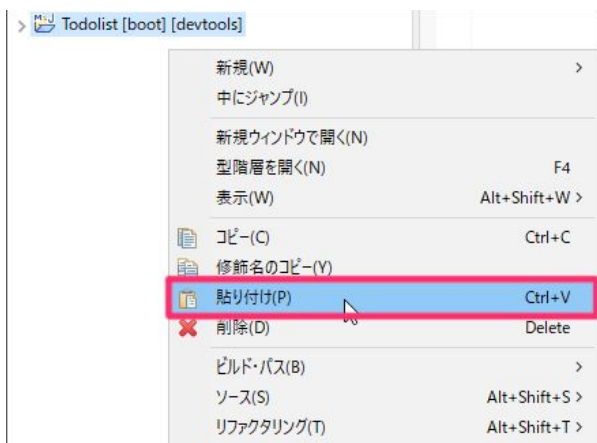 Todolist [boot] [devtools]
新規(W) >
中にジャンプ(I)
新規ウィンドウで開く(N)
型階層を開く(N) F4
表示(W) Alt+Shift+W >
コピー(C) Ctrl+C
修飾名のコピー(Y)
貼り付け(P) Ctrl+V
削除(D) Delete
ビルド・パス(B) >
ソース(S) Alt+Shift+S >
リファクタリング(T) Alt+Shift+T >